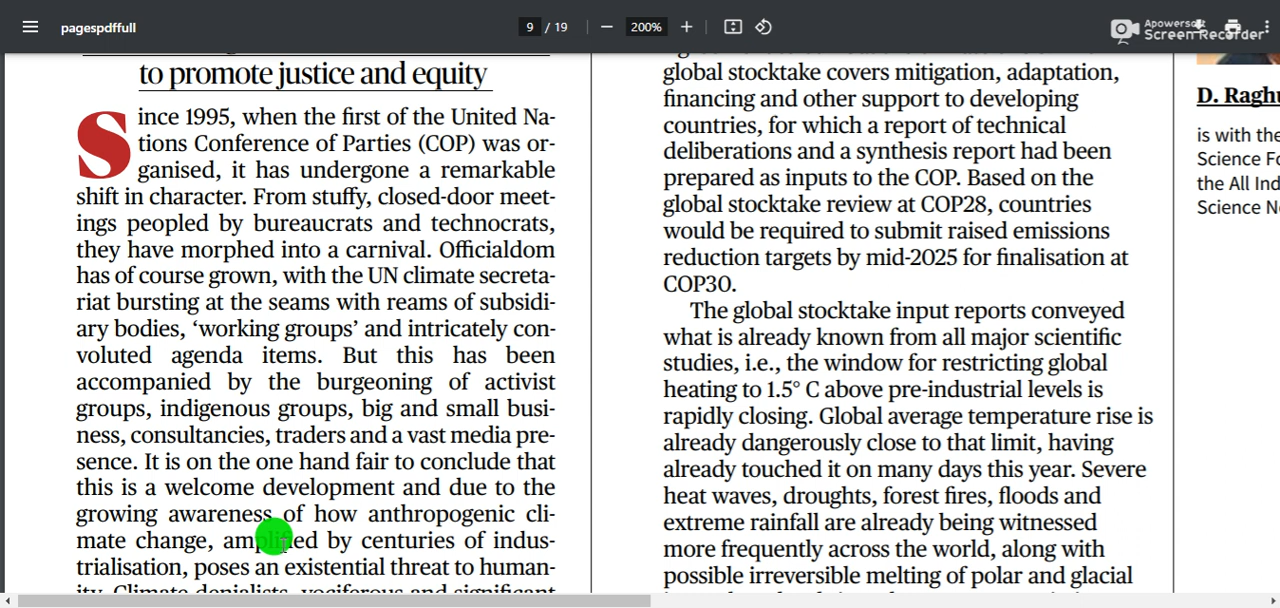 pagespdffull
9 / 19
200%
Apowersoft
Screen Recorder
to promote justice and equity
Since 1995, when the first of the United Na-
tions Conference of Parties (COP) was or-
ganised, it has undergone a remarkable
shift in character. From stuffy, closed-door meet-
ings peopled by bureaucrats and technocrats,
they have morphed into a carnival. Officialdom
has of course grown, with the UN climate secreta-
riat bursting at the seams with reams of subsidi-
ary bodies, ‘working groups’ and intricately con-
voluted agenda items. But this has been
accompanied by the burgeoning of activist
groups, indigenous groups, big and small busi-
ness, consultancies, traders and a vast media pre-
sence. It is on the one hand fair to conclude that
this is a welcome development and due to the
growing awareness of how anthropogenic cli-
mate change, amplified by centuries of indus-
trialisation, poses an existential threat to human-
ity. Climate denialists, vociferous and significant
global stocktake covers mitigation, adaptation,
financing and other support to developing
countries, for which a report of technical
deliberations and a synthesis report had been
prepared as inputs to the COP. Based on the
global stocktake review at COP28, countries
would be required to submit raised emissions
reduction targets by mid-2025 for finalisation at
COP30.
The global stocktake input reports conveyed
what is already known from all major scientific
studies, i.e., the window for restricting global
heating to 1.5° C above pre-industrial levels is
rapidly closing. Global average temperature rise is
already dangerously close to that limit, having
already touched it on many days this year. Severe
heat waves, droughts, forest fires, floods and
extreme rainfall are already being witnessed
more frequently across the world, along with
possible irreversible melting of polar and glacial
D. Raghu
is with the
Science Fo
the All Ind
Science Ne